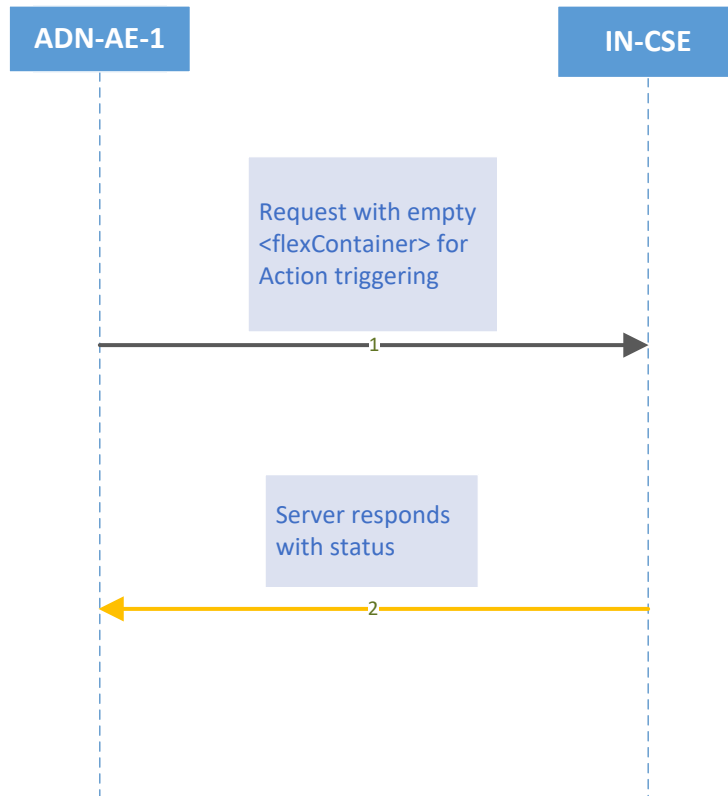 ADN-AE-1
IN-CSE
Request with empty
<flexContainer> for
Action triggering
1
Server responds
with status
2